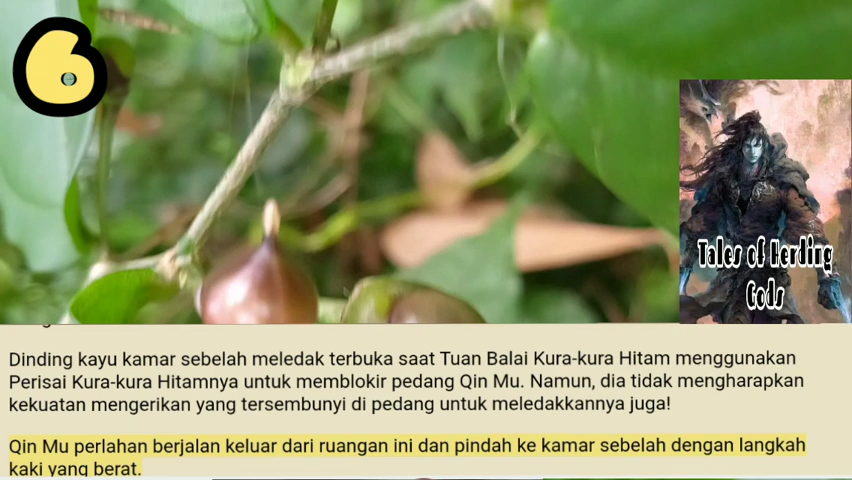 6
Tales of Herding
Gods
Dinding kayu kamar sebelah meledak terbuka saat Tuan Balai Kura-kura Hitam menggunakan
Perisai Kura-kura Hitamnya untuk memblokir pedang Qin Mu. Namun, dia tidak mengharapkan
kekuatan mengerikan yang tersembunyi di pedang untuk meledakkannya juga!
Qin Mu perlahan berjalan keluar dari ruangan ini dan pindah ke kamar sebelah dengan langkah
kaki yang berat.